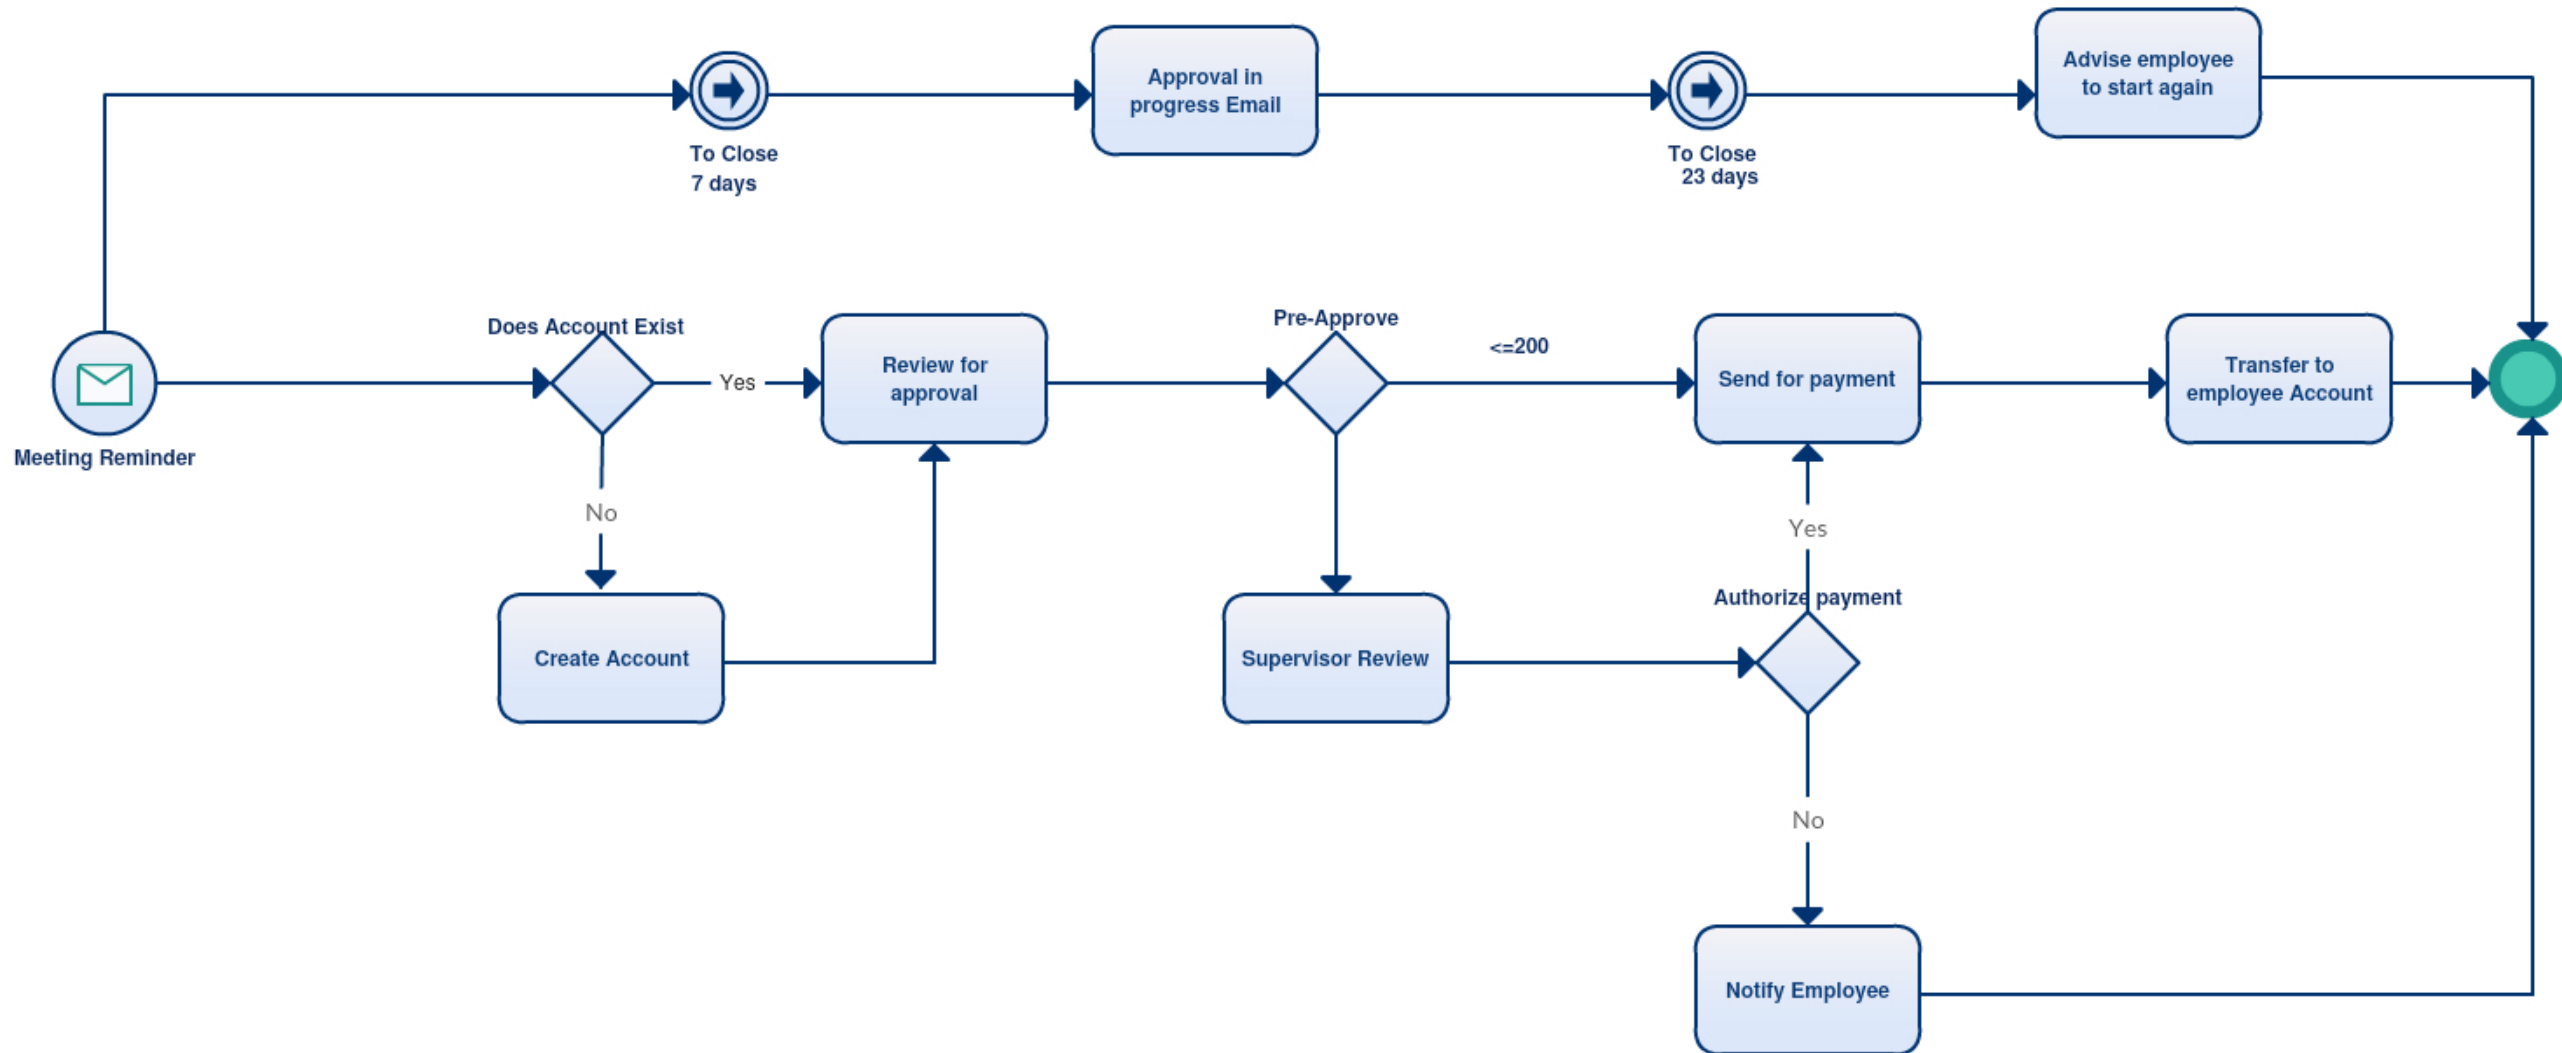 Approval in
progress Email
Advise employee
to start again
To Close
7 days
To Close
23 days
Meeting Reminder
Does Account Exist
Yes
Review for
approval
Pre-Approve
<=200
Send for payment
Transfer to
employee Account
No
Yes
Create Account
Supervisor Review
Authorize payment
No
Notify Employee